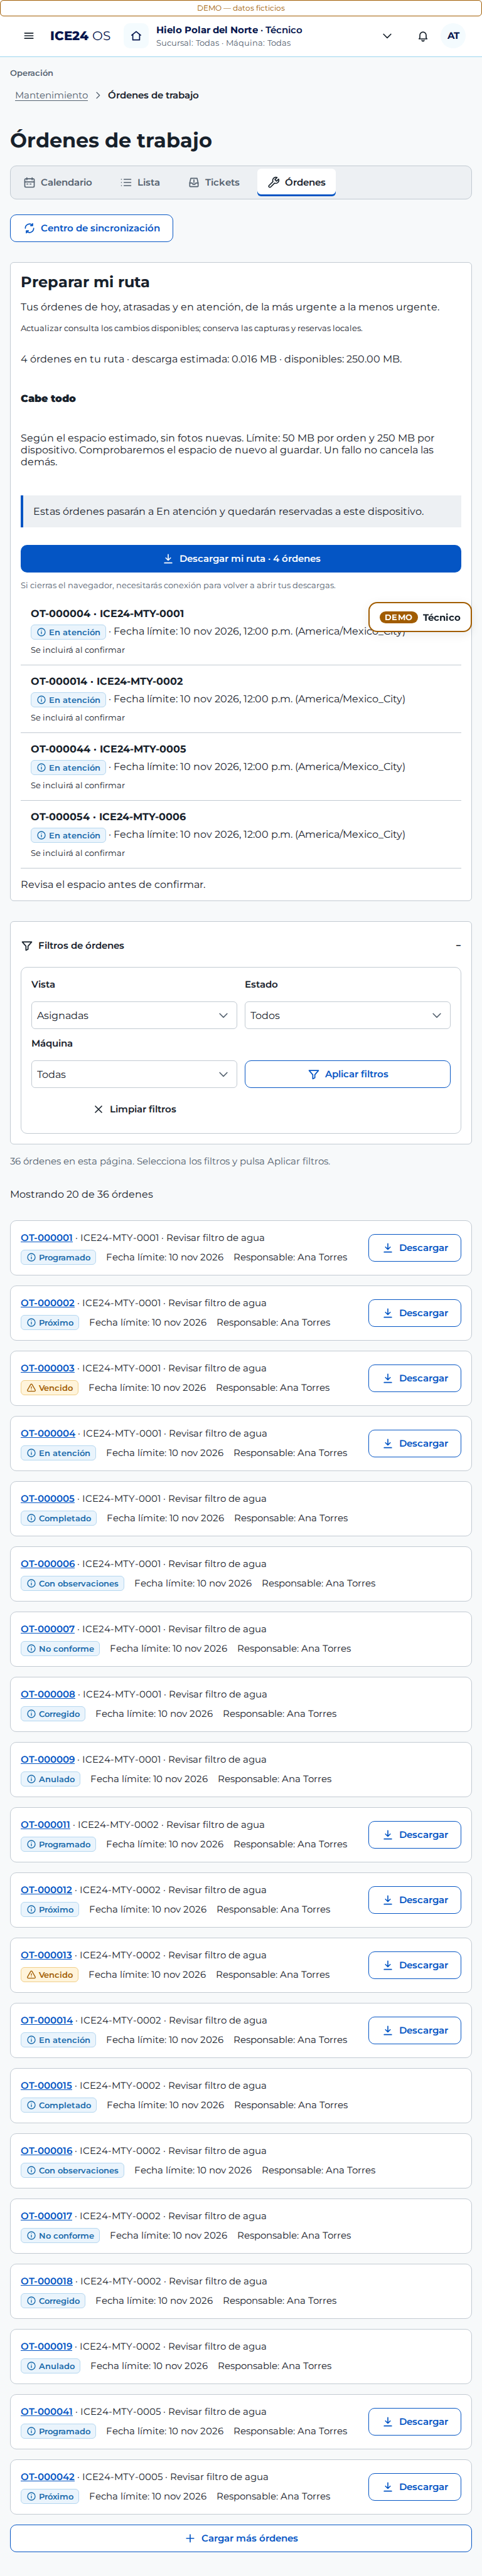 DEMO — datos ficticios
ICE24 OS
Hielo Polar del Norte · Técnico
Sucursal: Todas · Máquina: Todas
AT
Operación
Mantenimiento
Órdenes de trabajo
Órdenes de trabajo
Calendario
Lista
Tickets
Órdenes
Centro de sincronización
Preparar mi ruta
Tus órdenes de hoy, atrasadas y en atención, de la más urgente a la menos urgente.
Actualizar consulta los cambios disponibles; conserva las capturas y reservas locales.
4 órdenes en tu ruta · descarga estimada: 0.016 MB · disponibles: 250.00 MB.
Cabe todo
Según el espacio estimado, sin fotos nuevas. Límite: 50 MB por orden y 250 MB por
dispositivo. Comprobaremos el espacio de nuevo al guardar. Un fallo no cancela las
demás.
Estas órdenes pasarán a En atención y quedarán reservadas a este dispositivo.
Descargar mi ruta · 4 órdenes
Si cierras el navegador, necesitarás conexión para volver a abrir tus descargas.
OT-000004 · ICE24-MTY-0001
En atención · Fecha límite: 10 nov 2026, 12:00 p.m. (America/Mexico_City)
Se incluirá al confirmar
DEMO Técnico
OT-000014 · ICE24-MTY-0002
En atención · Fecha límite: 10 nov 2026, 12:00 p.m. (America/Mexico_City)
Se incluirá al confirmar
OT-000044 · ICE24-MTY-0005
En atención · Fecha límite: 10 nov 2026, 12:00 p.m. (America/Mexico_City)
Se incluirá al confirmar
OT-000054 · ICE24-MTY-0006
En atención · Fecha límite: 10 nov 2026, 12:00 p.m. (America/Mexico_City)
Se incluirá al confirmar
Revisa el espacio antes de confirmar.
Filtros de órdenes
Vista
Estado
Asignadas
Todos
Máquina
Todas
Aplicar filtros
Limpiar filtros
36 órdenes en esta página. Selecciona los filtros y pulsa Aplicar filtros.
Mostrando 20 de 36 órdenes
OT-000001 · ICE24-MTY-0001 · Revisar filtro de agua
Programado Fecha límite: 10 nov 2026 Responsable: Ana Torres
Descargar
OT-000002 · ICE24-MTY-0001 · Revisar filtro de agua
Próximo Fecha límite: 10 nov 2026 Responsable: Ana Torres
Descargar
OT-000003 · ICE24-MTY-0001 · Revisar filtro de agua
Vencido Fecha límite: 10 nov 2026 Responsable: Ana Torres
Descargar
OT-000004 · ICE24-MTY-0001 · Revisar filtro de agua
En atención Fecha límite: 10 nov 2026 Responsable: Ana Torres
Descargar
OT-000005 · ICE24-MTY-0001 · Revisar filtro de agua
Completado Fecha límite: 10 nov 2026 Responsable: Ana Torres
OT-000006 · ICE24-MTY-0001 · Revisar filtro de agua
Con observaciones Fecha límite: 10 nov 2026 Responsable: Ana Torres
OT-000007 · ICE24-MTY-0001 · Revisar filtro de agua
No conforme Fecha límite: 10 nov 2026 Responsable: Ana Torres
OT-000008 · ICE24-MTY-0001 · Revisar filtro de agua
Corregido Fecha límite: 10 nov 2026 Responsable: Ana Torres
OT-000009 · ICE24-MTY-0001 · Revisar filtro de agua
Anulado Fecha límite: 10 nov 2026 Responsable: Ana Torres
OT-000011 · ICE24-MTY-0002 · Revisar filtro de agua
Programado Fecha límite: 10 nov 2026 Responsable: Ana Torres
Descargar
OT-000012 · ICE24-MTY-0002 · Revisar filtro de agua
Próximo Fecha límite: 10 nov 2026 Responsable: Ana Torres
Descargar
OT-000013 · ICE24-MTY-0002 · Revisar filtro de agua
Vencido Fecha límite: 10 nov 2026 Responsable: Ana Torres
Descargar
OT-000014 · ICE24-MTY-0002 · Revisar filtro de agua
En atención Fecha límite: 10 nov 2026 Responsable: Ana Torres
Descargar
OT-000015 · ICE24-MTY-0002 · Revisar filtro de agua
Completado Fecha límite: 10 nov 2026 Responsable: Ana Torres
OT-000016 · ICE24-MTY-0002 · Revisar filtro de agua
Con observaciones Fecha límite: 10 nov 2026 Responsable: Ana Torres
OT-000017 · ICE24-MTY-0002 · Revisar filtro de agua
No conforme Fecha límite: 10 nov 2026 Responsable: Ana Torres
OT-000018 · ICE24-MTY-0002 · Revisar filtro de agua
Corregido Fecha límite: 10 nov 2026 Responsable: Ana Torres
OT-000019 · ICE24-MTY-0002 · Revisar filtro de agua
Anulado Fecha límite: 10 nov 2026 Responsable: Ana Torres
OT-000041 · ICE24-MTY-0005 · Revisar filtro de agua
Programado Fecha límite: 10 nov 2026 Responsable: Ana Torres
Descargar
OT-000042 · ICE24-MTY-0005 · Revisar filtro de agua
Próximo Fecha límite: 10 nov 2026 Responsable: Ana Torres
Descargar
Cargar más órdenes